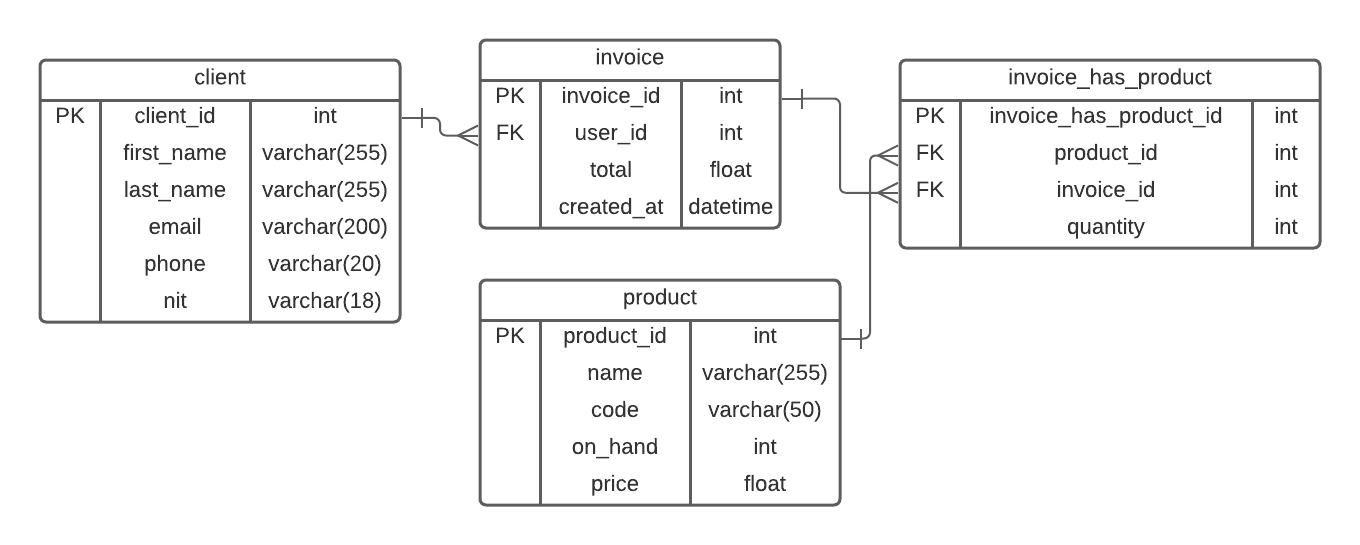 client
PK client_id int
first_name varchar(255)
last_name varchar(255)
email varchar(200)
phone varchar(20)
nit varchar(18)
invoice
PK invoice_id int
FK user_id int
total float
created_at datetime
product
PK product_id int
name varchar(255)
code varchar(50)
on_hand int
price float
invoice_has_product
PK invoice_has_product_id int
FK product_id int
FK invoice_id int
quantity int